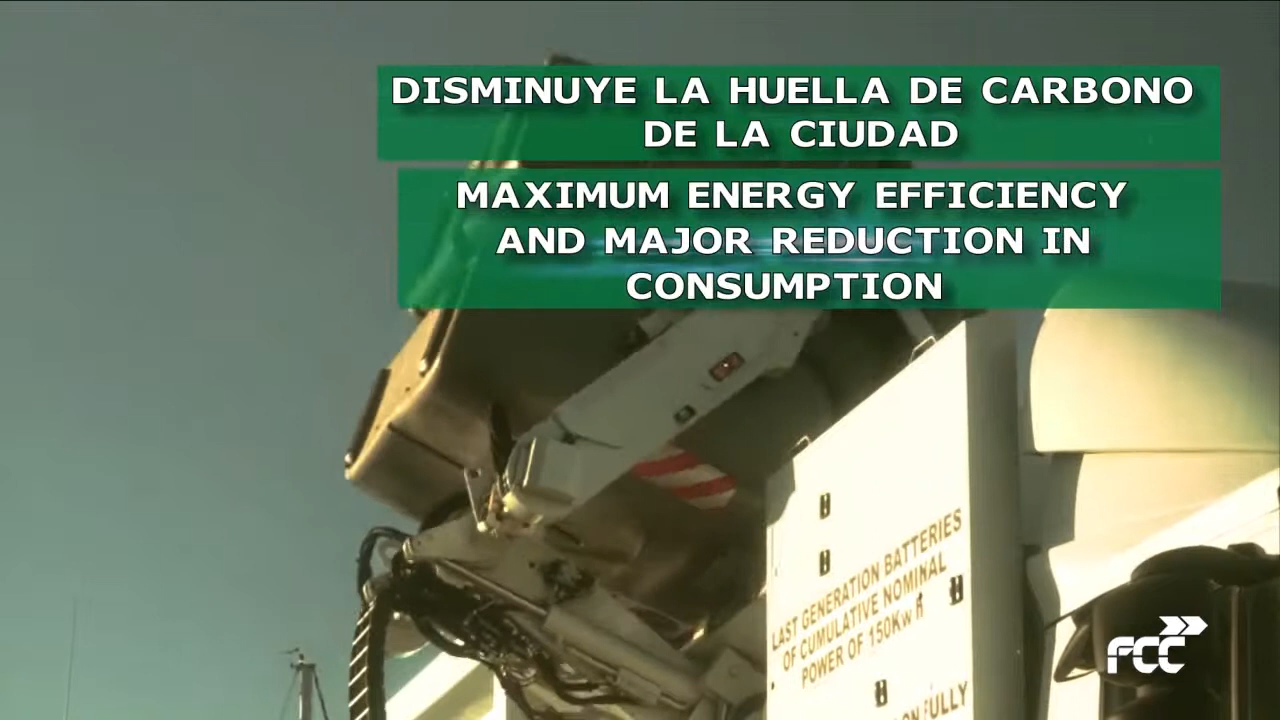 DISMINUYE LA HUELLA DE CARBONO
DE LA CIUDAD
MAXIMUM ENERGY EFFICIENCY
AND MAJOR REDUCTION IN
CONSUMPTION
LAST GENERATION BATTERIES
OF CUMULATIVE NOMINAL
POWER OF 150Kw h
FULLY
FCC